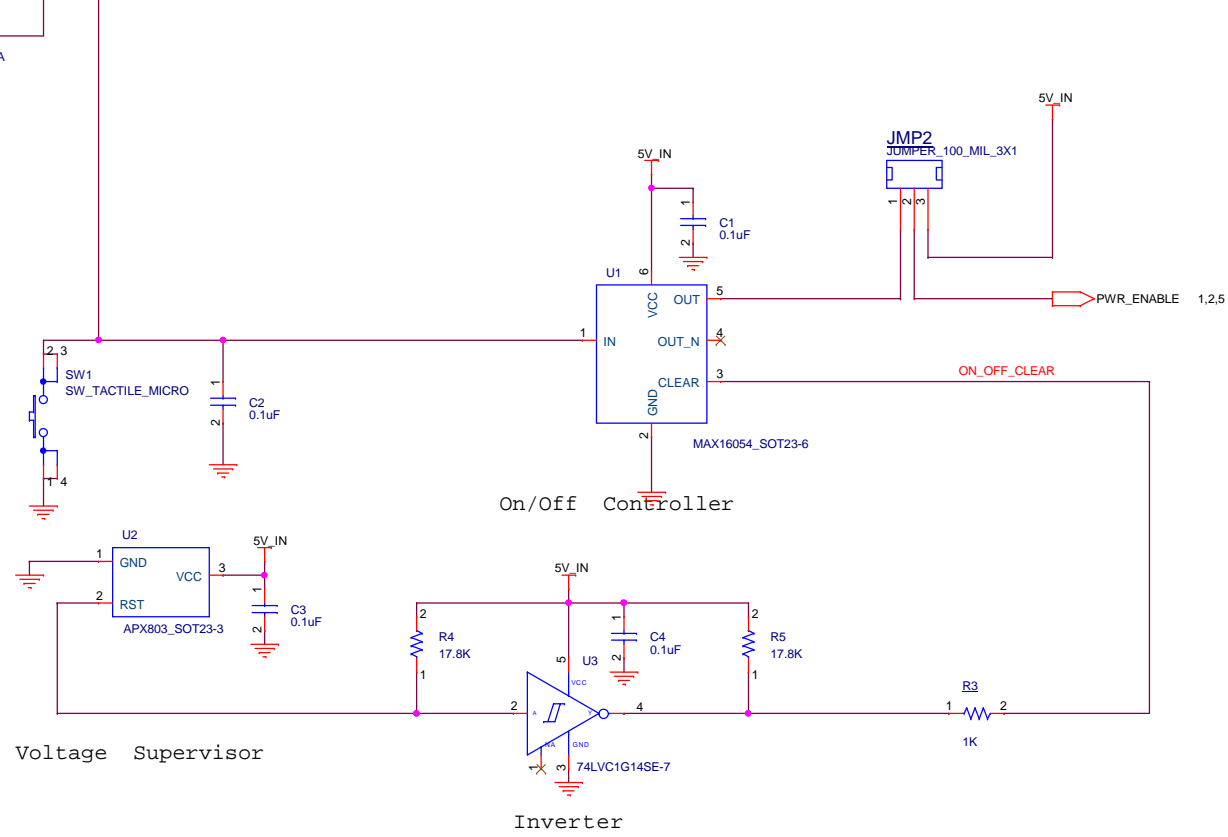 A
5V_IN
JMP2
JUMPER_100_MIL_3X1
1
2
3
5V_IN
1
2
C1
0.1uF
U1
6
VCC
OUT
5
PWR_ENABLE 1,2,5
1
IN
OUT_N
4
CLEAR
3
ON_OFF_CLEAR
GND
2
MAX16054_SOT23-6
2 3
SW1
SW_TACTILE_MICRO
1 4
1
2
C2
0.1uF
On/Off Controller
U2
1
GND
VCC
3
2
RST
APX803_SOT23-3
5V_IN
1
2
C3
0.1uF
Voltage Supervisor
5V_IN
2
R4
17.8K
1
1
2
C4
0.1uF
2
R5
17.8K
1
U3
5
VCC
2
A
Y
4
NA
GND
1
3
74LVC1G14SE-7
R3
1
2
1K
Inverter